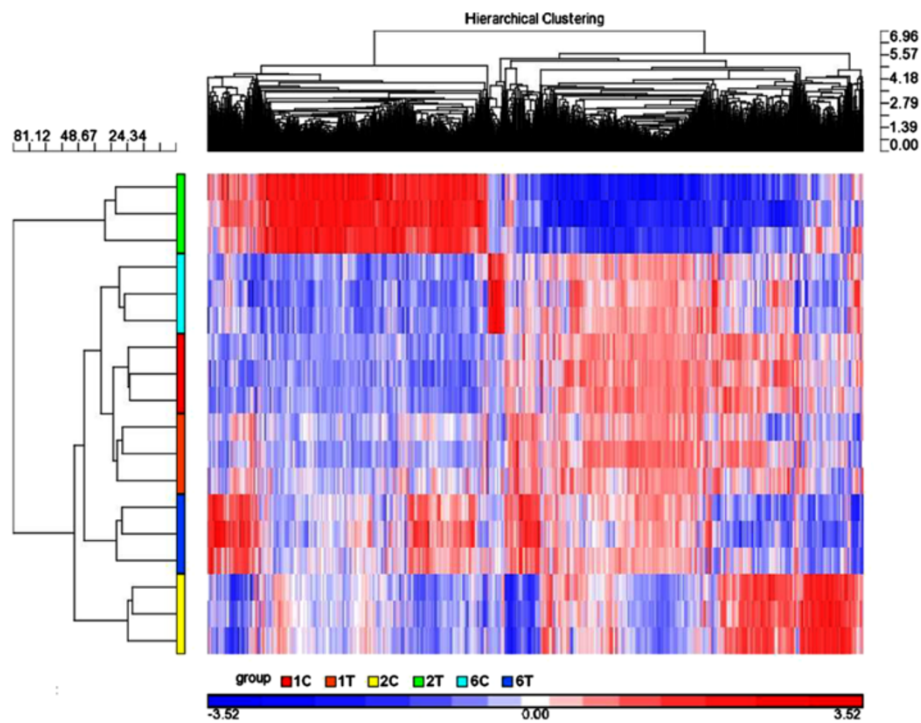 Hierarchical Clustering
6.96
5.57
4.18
2.79
1.39
0.00
81.12 48.67 24.34
group 1C 1T 2C 2T 6C 6T
-3.52 0.00 3.52